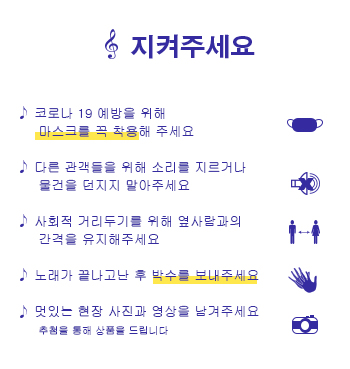 지켜주세요
코로나 19 예방을 위해
마스크를 꼭 착용해 주세요
다른 관객들을 위해 소리를 지르거나
물건을 던지지 말아주세요
사회적 거리두기를 위해 옆사람과의
간격을 유지해주세요
노래가 끝나고난 후 박수를 보내주세요
멋있는 현장 사진과 영상을 남겨주세요
추첨을 통해 상품을 드립니다